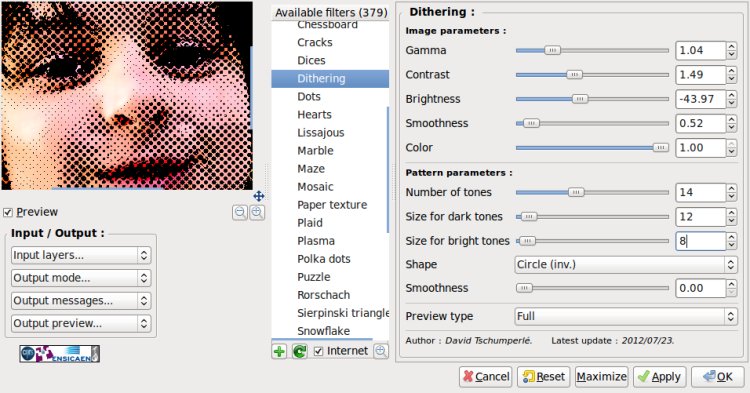 Preview
Input / Output :
Input layers...
Output mode...
Output messages...
Output preview...
ENSICAEN
Available filters (379)
Chessboard
Cracks
Dices
Dithering
Dots
Hearts
Lissajous
Marble
Maze
Mosaic
Paper texture
Plaid
Plasma
Polka dots
Puzzle
Rorschach
Sierpinski triangle
Snowflake
Internet
Dithering :
Image parameters :
Gamma 1.04
Contrast 1.49
Brightness -43.97
Smoothness 0.52
Color 1.00
Pattern parameters :
Number of tones 14
Size for dark tones 12
Size for bright tones 8
Shape Circle (inv.)
Smoothness 0.00
Preview type Full
Author : David Tschumperlé. Latest update : 2012/07/23.
Cancel Reset Maximize Apply OK